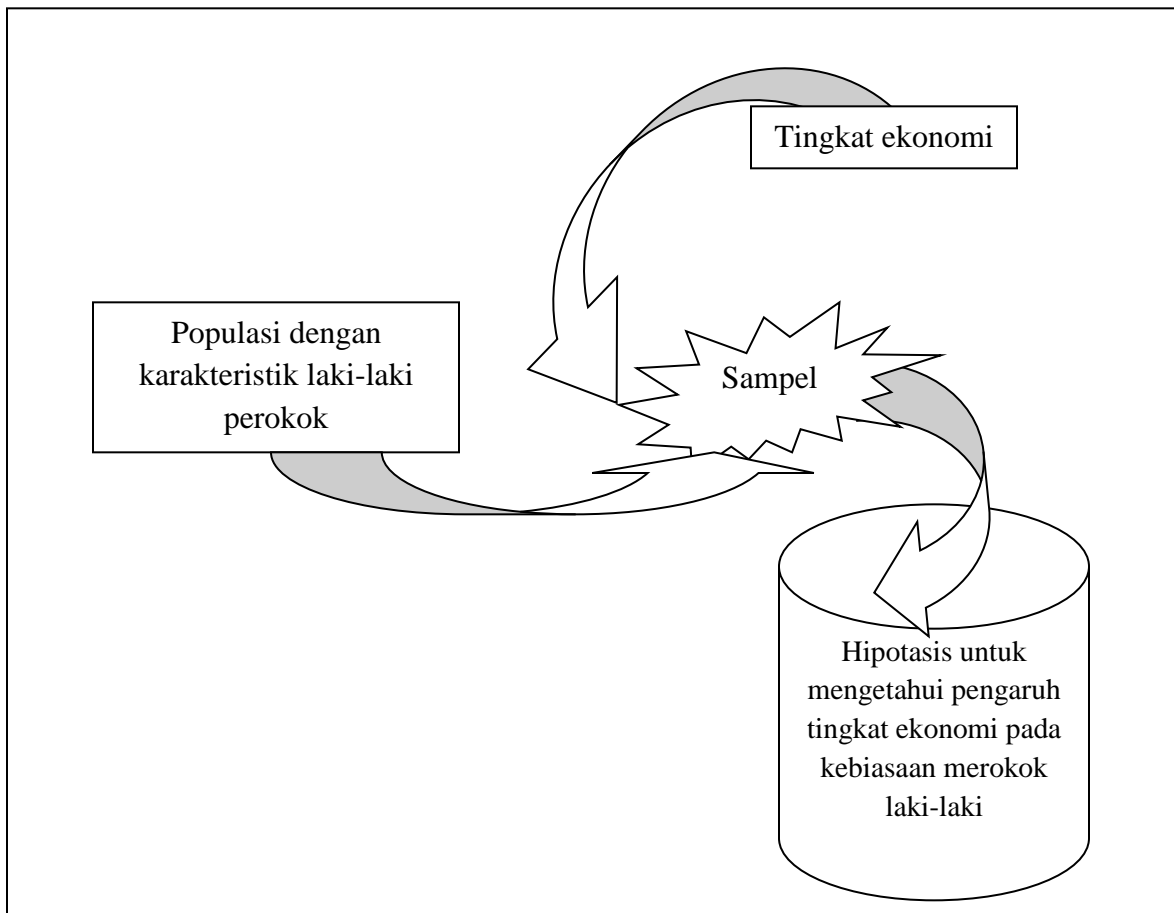 Tingkat ekonomi
Populasi dengan
karakteristik laki-laki
perokok
Sampel
Hipotasis untuk
mengetahui pengaruh
tingkat ekonomi pada
kebiasaan merokok
laki-laki